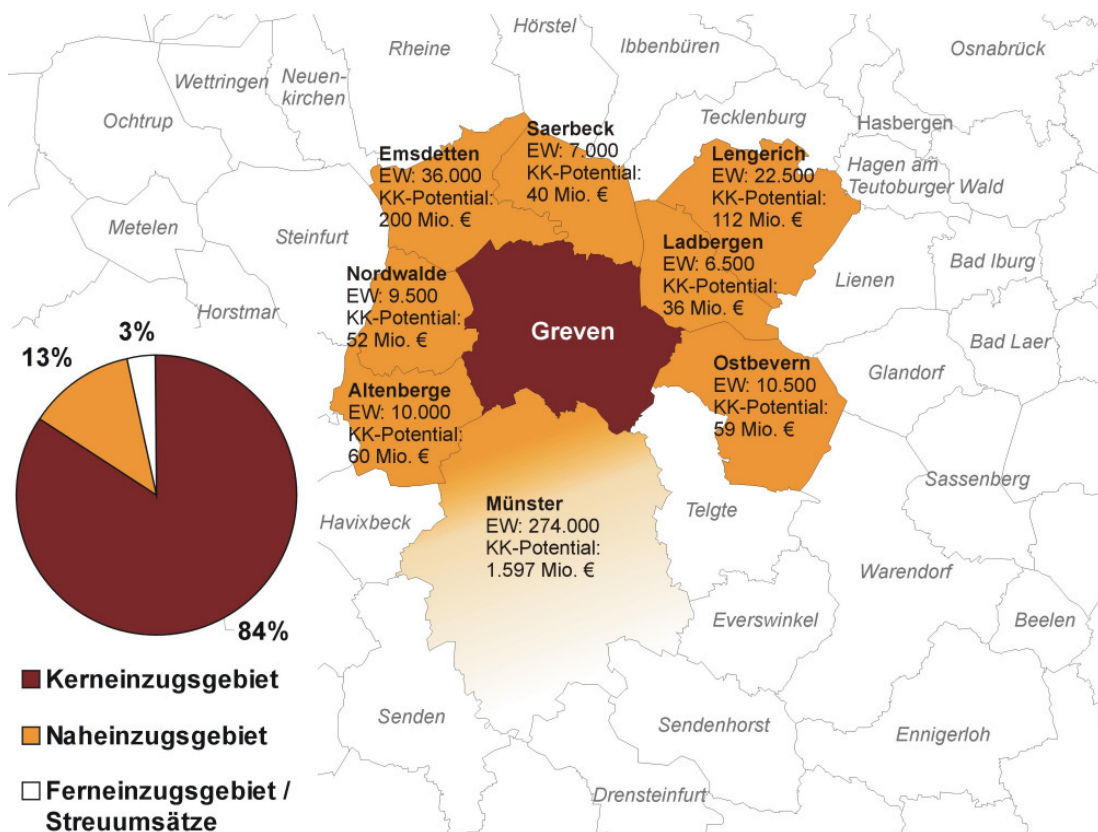 Rheine
Hörstel
Ibbenbüren
Osnabrück
Wettringen
Neuen-
kirchen
Ochtrup
Tecklenburg
Hasbergen
Saerbeck
EW: 7.000
KK-Potential:
40 Mio. €
Emsdetten
EW: 36.000
KK-Potential:
200 Mio. €
Lengerich
EW: 22.500
KK-Potential:
112 Mio. €
Hagen am
Teutoburger Wald
Metelen
Steinfurt
Ladbergen
EW: 6.500
KK-Potential:
36 Mio. €
Bad Iburg
Lienen
Nordwalde
EW: 9.500
KK-Potential:
52 Mio. €
Horstmar
Greven
Bad Laer
Glandorf
3%
13%
84%
Altenberge
EW: 10.000
KK-Potential:
60 Mio. €
Ostbevern
EW: 10.500
KK-Potential:
59 Mio. €
Sassenberg
Münster
EW: 274.000
KK-Potential:
1.597 Mio. €
Havixbeck
Telgte
Warendorf
Everswinkel
Beelen
Kerneinzugsgebiet
Naheinzugsgebiet
Ferneinzugsgebiet /
Streuumsätze
Senden
Sendenhorst
Ennigerloh
Drensteinfurt